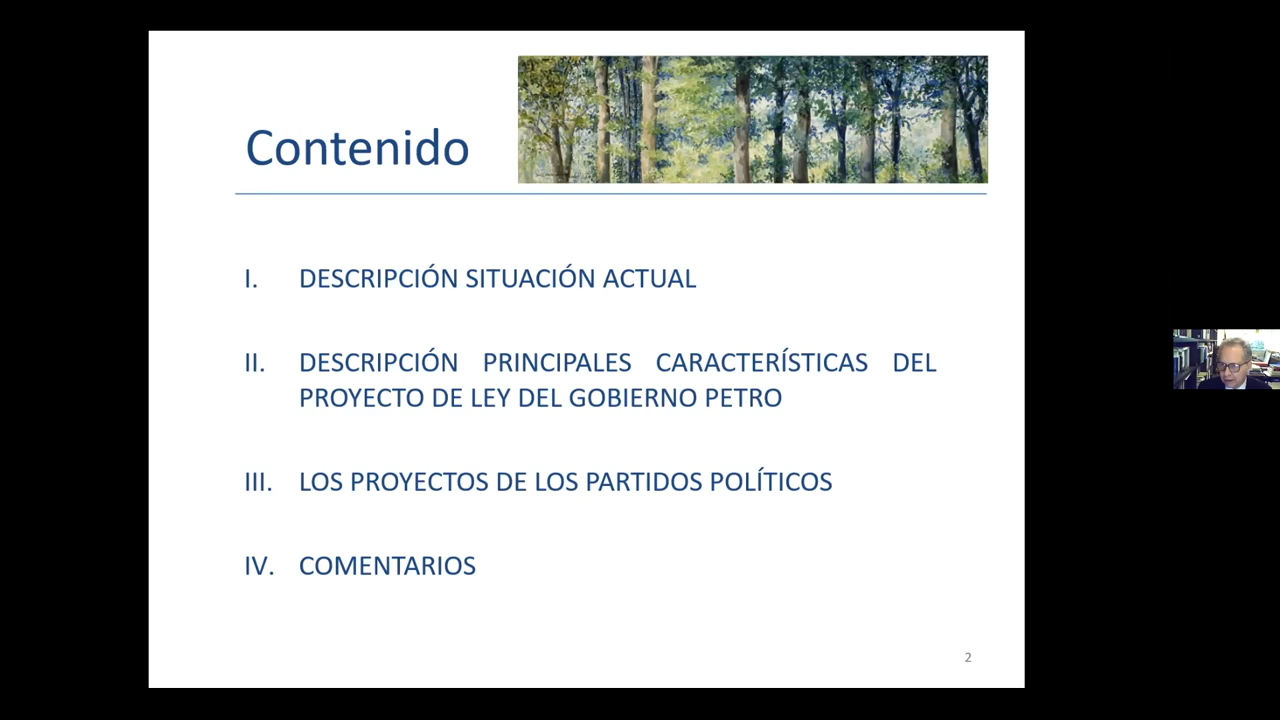 Contenido
I. DESCRIPCIÓN SITUACIÓN ACTUAL
II. DESCRIPCIÓN PRINCIPALES CARACTERÍSTICAS DEL
PROYECTO DE LEY DEL GOBIERNO PETRO
III. LOS PROYECTOS DE LOS PARTIDOS POLÍTICOS
IV. COMENTARIOS
2